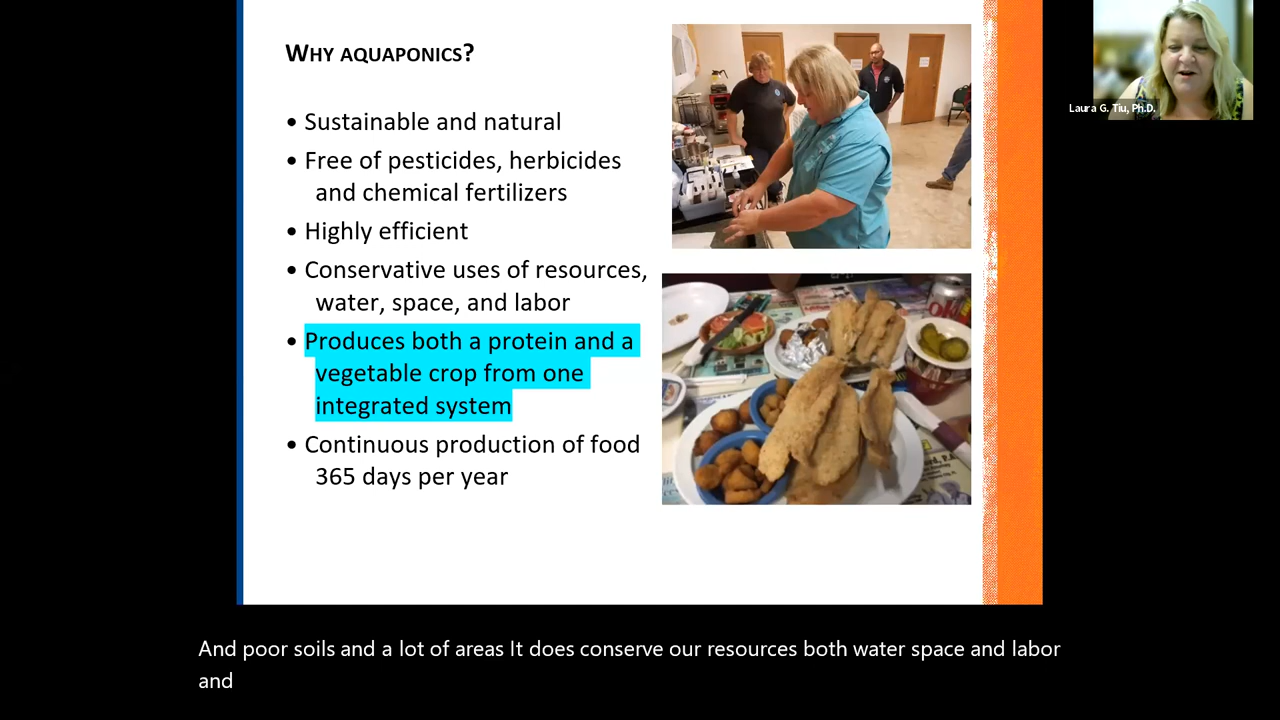 WHY AQUAPONICS?
• Sustainable and natural
• Free of pesticides, herbicides
and chemical fertilizers
• Highly efficient
• Conservative uses of resources,
water, space, and labor
• Produces both a protein and a
vegetable crop from one
integrated system
• Continuous production of food
365 days per year
Laura G. Tiu, Ph.D.
And poor soils and a lot of areas It does conserve our resources both water space and labor
and